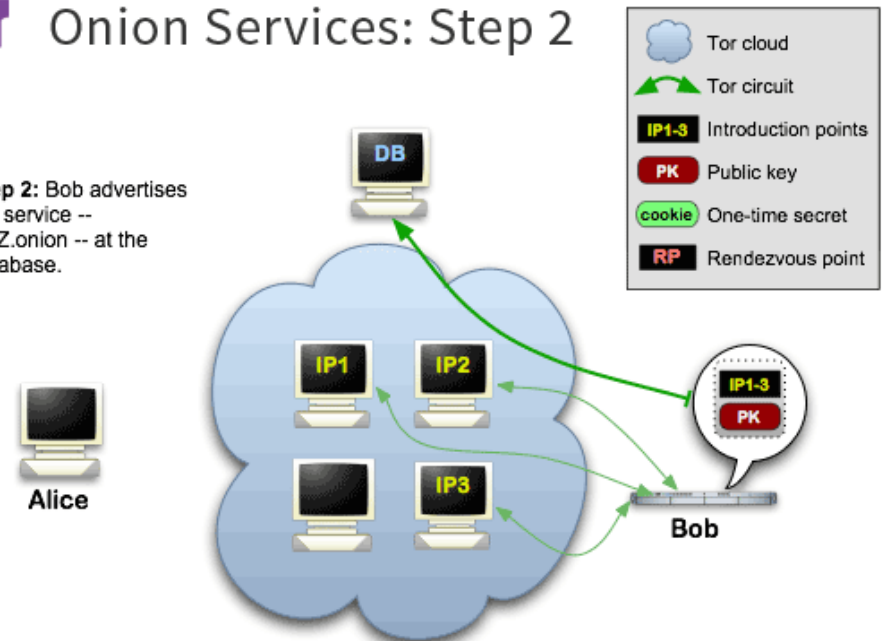 Onion Services: Step 2
Tor cloud
Tor circuit
IP1-3 Introduction points
PK Public key
cookie One-time secret
RP Rendezvous point
DB
2: Bob advertises
service --
Z.onion -- at the
IP1
IP2
IP3
IP1-3
PK
Alice
Bob